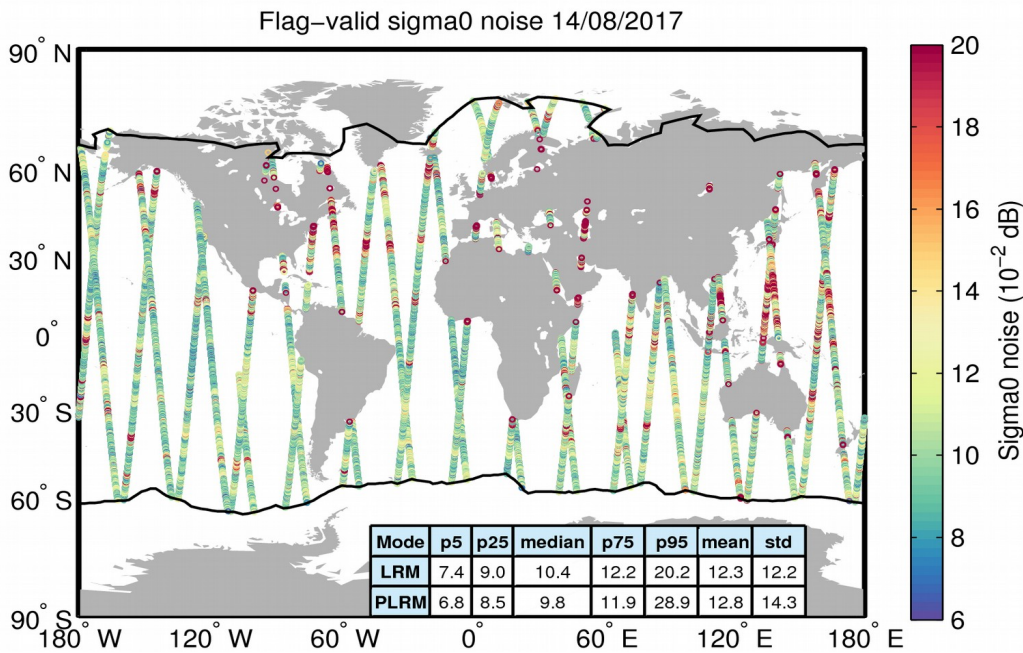 Flag−valid sigma0 noise 14/08/2017
90° N
60° N
30° N
0°
30° S
60° S
90° S
180° W
120° W
60° W
0°
60° E
120° E
180° E
Mode p5 p25 median p75 p95 mean std
LRM 7.4 9.0 10.4 12.2 20.2 12.3 12.2
PLRM 6.8 8.5 9.8 11.9 28.9 12.8 14.3
20
18
16
14
12
10
8
6
Sigma0 noise (10⁻² dB)